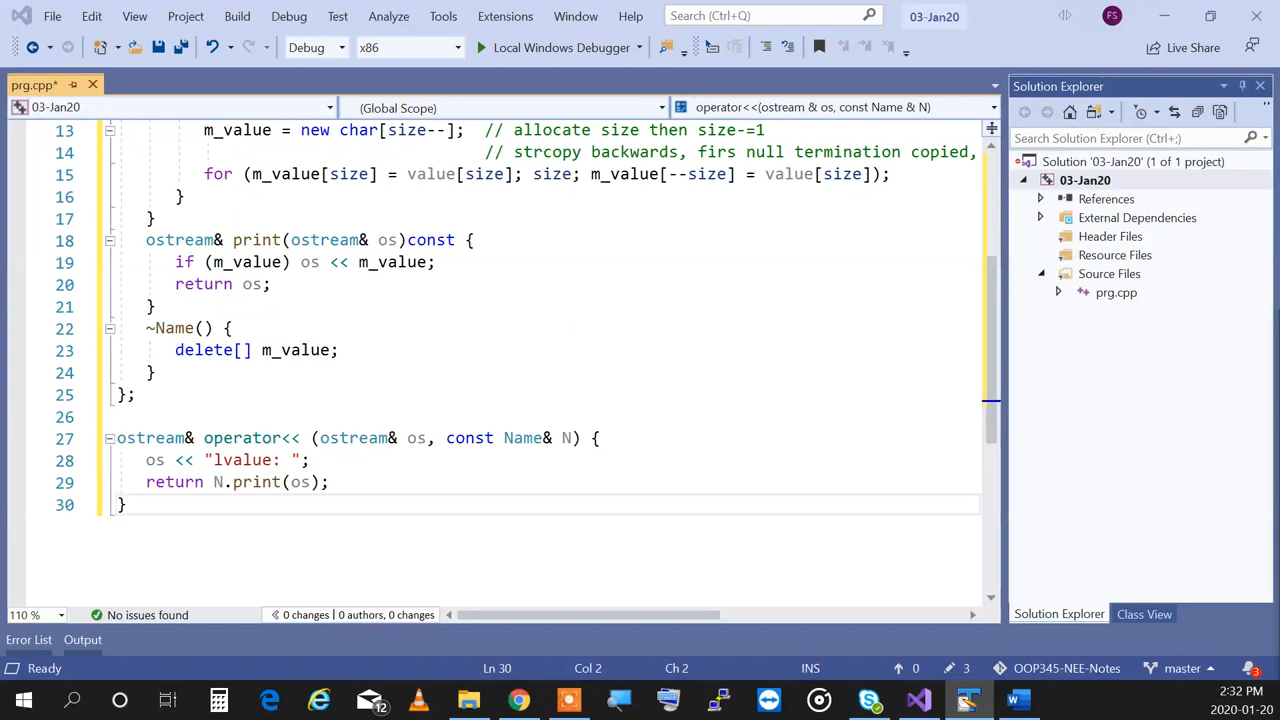 File Edit View Project Build Debug Test Analyze Tools Extensions Window Help Search (Ctrl+Q) 03-Jan20 FS
Debug x86 Local Windows Debugger Live Share
prg.cpp*
03-Jan20 (Global Scope) operator<<(ostream & os, const Name & N)
13 m_value = new char[size--]; // allocate size then size-=1
14 // strcopy backwards, firs null termination copied,
15 for (m_value[size] = value[size]; size; m_value[--size] = value[size]);
16 }
17 }
18 ostream& print(ostream& os)const {
19 if (m_value) os << m_value;
20 return os;
21 }
22 ~Name() {
23 delete[] m_value;
24 }
25 };
26
27 ostream& operator<< (ostream& os, const Name& N) {
28 os << "lvalue: ";
29 return N.print(os);
30 }
110 % No issues found 0 changes | 0 authors, 0 changes
Solution Explorer
Search Solution Explorer (Ctrl+;)
Solution '03-Jan20' (1 of 1 project)
03-Jan20
References
External Dependencies
Header Files
Resource Files
Source Files
prg.cpp
Solution Explorer Class View
Error List Output
Ready Ln 30 Col 2 Ch 2 INS 0 3 OOP345-NEE-Notes master 3
12
2:32 PM
2020-01-20